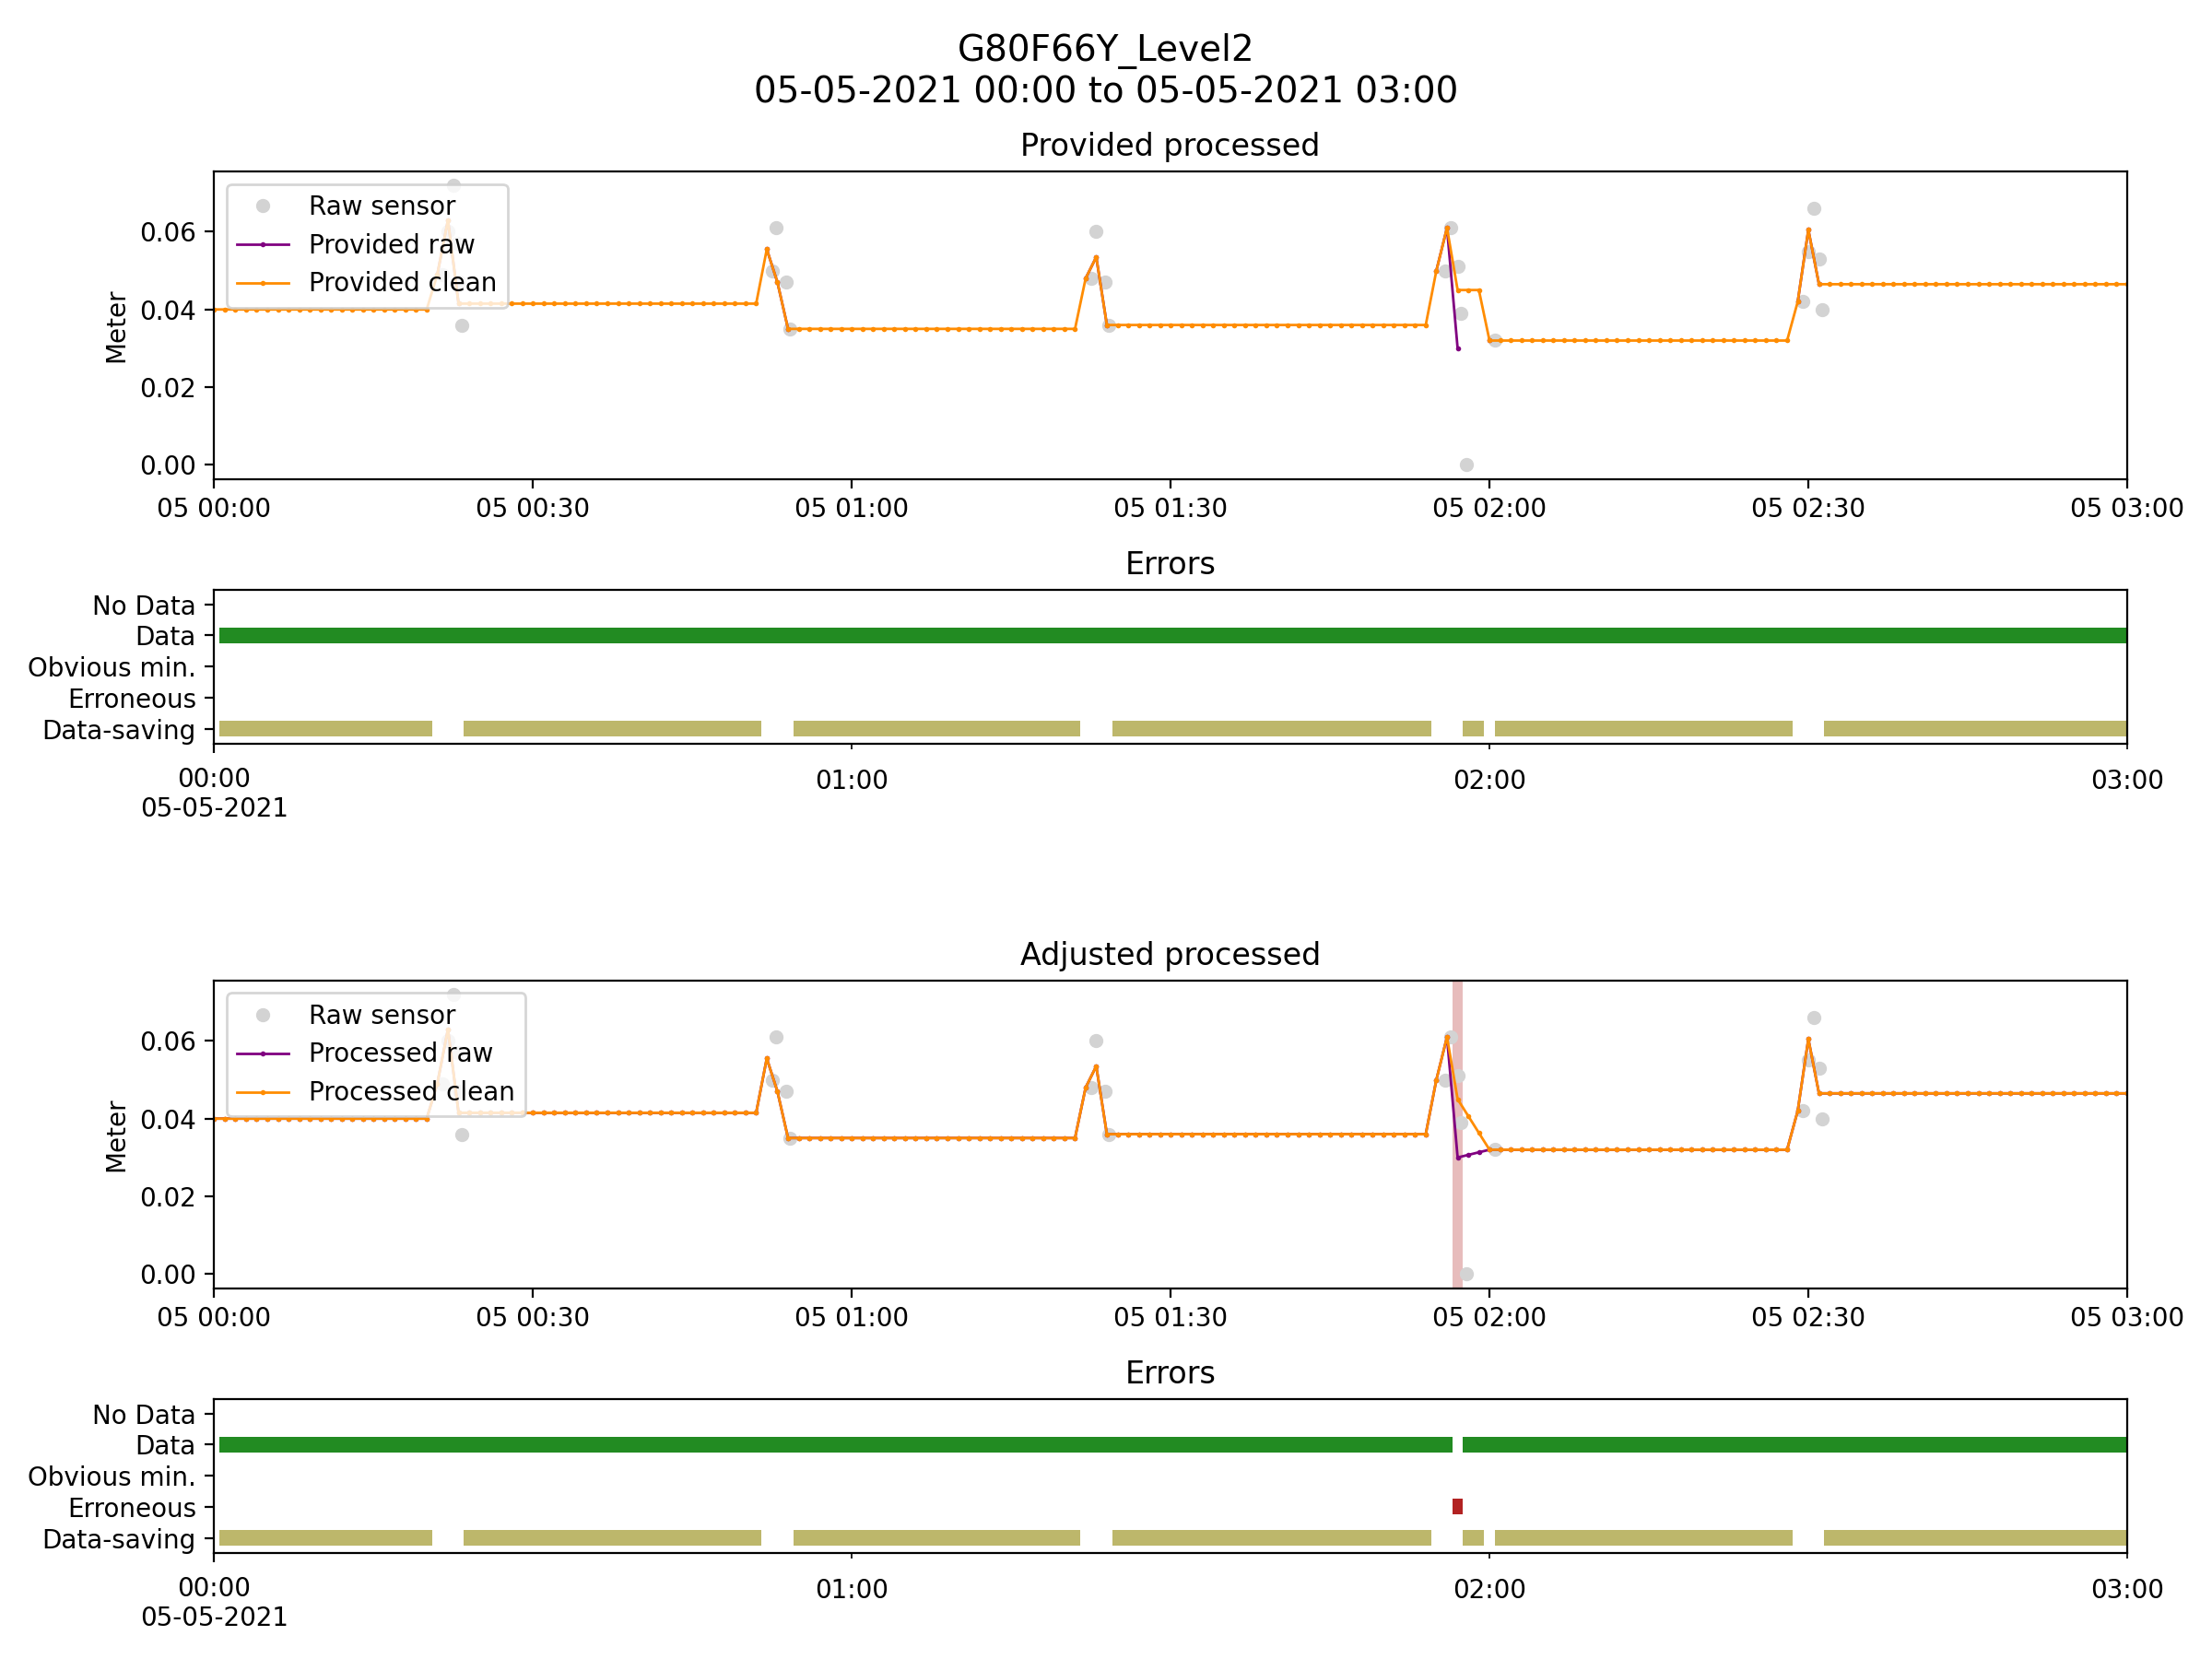 G80F66Y_Level2
05-05-2021 00:00 to 05-05-2021 03:00
Provided processed
Raw sensor
Provided raw
Provided clean
Meter
0.06
0.04
0.02
0.00
05 00:00 05 00:30 05 01:00 05 01:30 05 02:00 05 02:30 05 03:00
Errors
No Data
Data
Obvious min.
Erroneous
Data-saving
00:00 01:00 02:00 03:00
05-05-2021
Adjusted processed
Raw sensor
Processed raw
Processed clean
Meter
0.06
0.04
0.02
0.00
05 00:00 05 00:30 05 01:00 05 01:30 05 02:00 05 02:30 05 03:00
Errors
No Data
Data
Obvious min.
Erroneous
Data-saving
00:00 01:00 02:00 03:00
05-05-2021